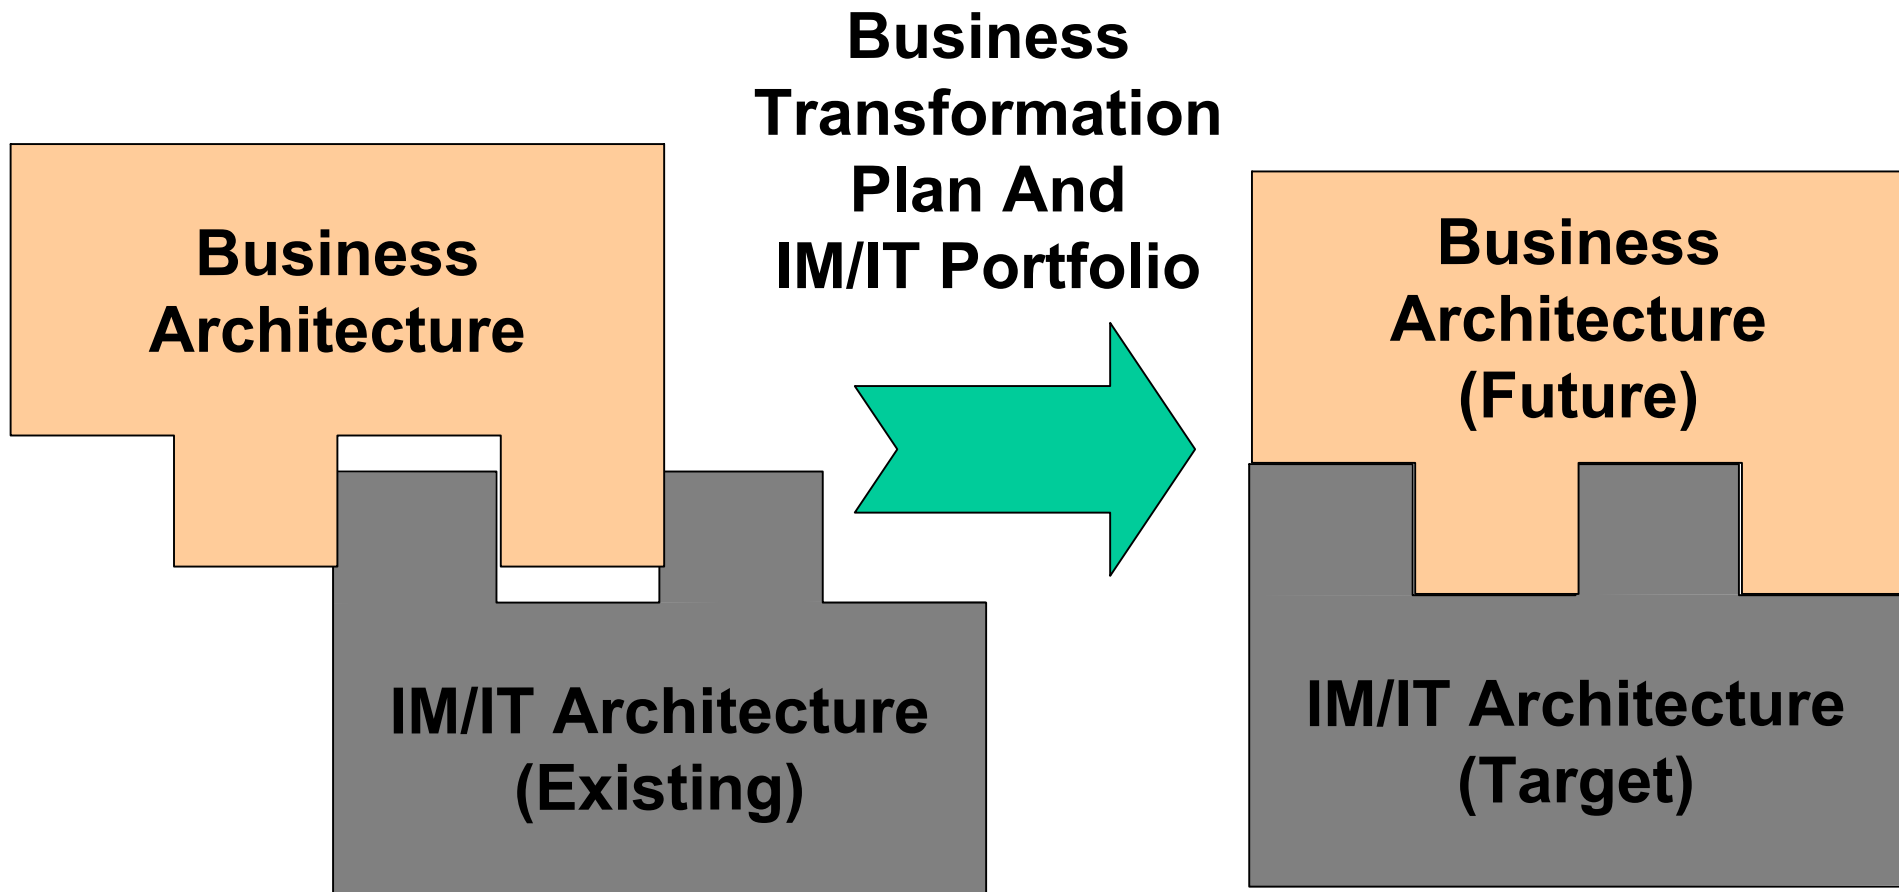 Business
Transformation
Plan And
IM/IT Portfolio
Business
Architecture
IM/IT Architecture
(Existing)
Business
Architecture
(Future)
IM/IT Architecture
(Target)